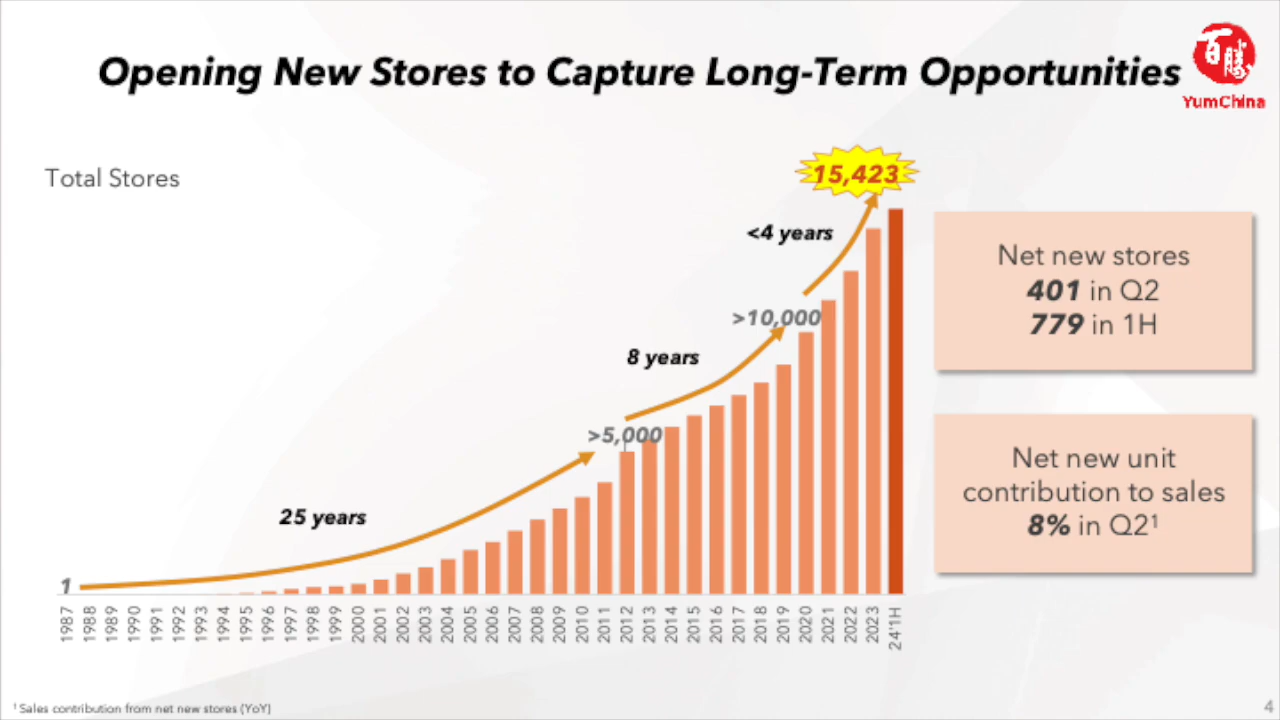 Opening New Stores to Capture Long-Term Opportunities
百胜
YumChina
Total Stores
15,423
<4 years
>10,000
8 years
>5,000
25 years
1
1987
1988
1989
1990
1991
1992
1993
1994
1995
1996
1997
1998
1999
2000
2001
2002
2003
2004
2005
2006
2007
2008
2009
2010
2011
2012
2013
2014
2015
2016
2017
2018
2019
2020
2021
2022
2023
24'1H
Net new stores
401 in Q2
779 in 1H
Net new unit
contribution to sales
8% in Q2¹
¹ Sales contribution from net new stores (YoY)
4